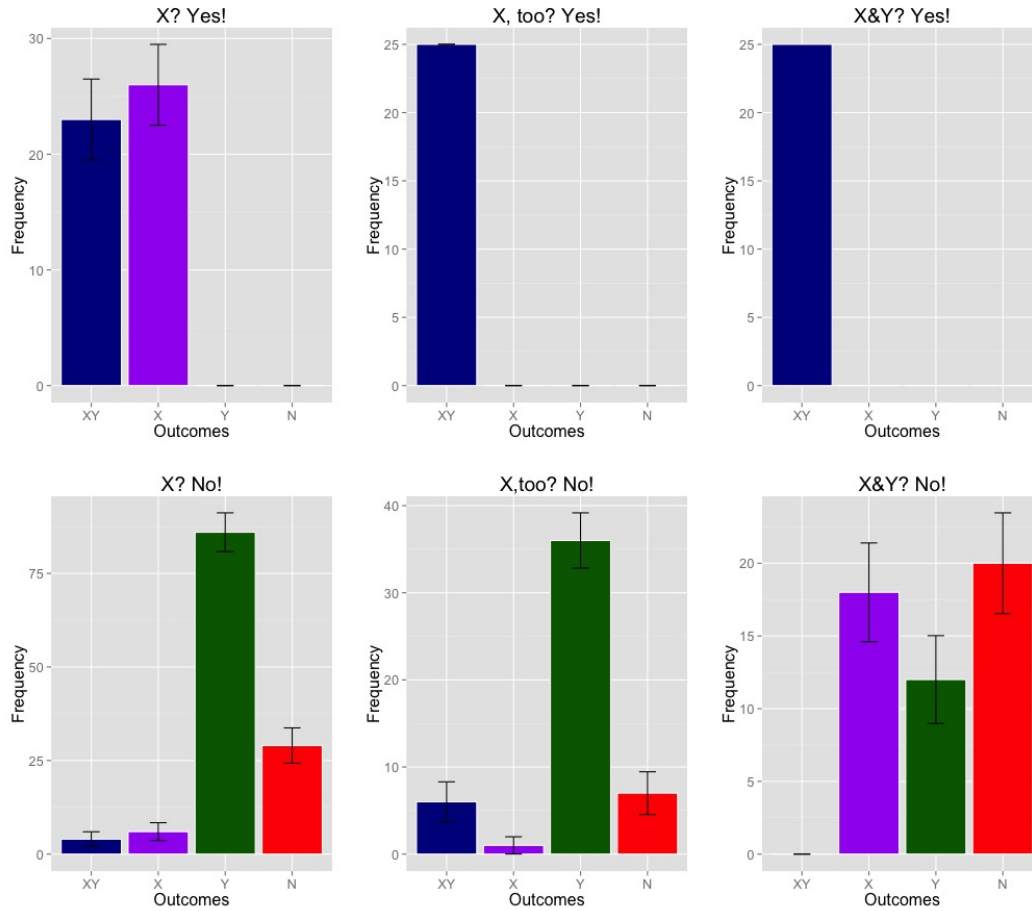 X? Yes!
30
20
10
0
Frequency
XY X Y N
Outcomes
X, too? Yes!
25
20
15
10
5
0
Frequency
XY X Y N
Outcomes
X&Y? Yes!
25
20
15
10
5
0
Frequency
XY X Y N
Outcomes
X? No!
75
50
25
0
Frequency
XY X Y N
Outcomes
X,too? No!
40
30
20
10
0
Frequency
XY X Y N
Outcomes
X&Y? No!
20
15
10
5
0
Frequency
XY X Y N
Outcomes